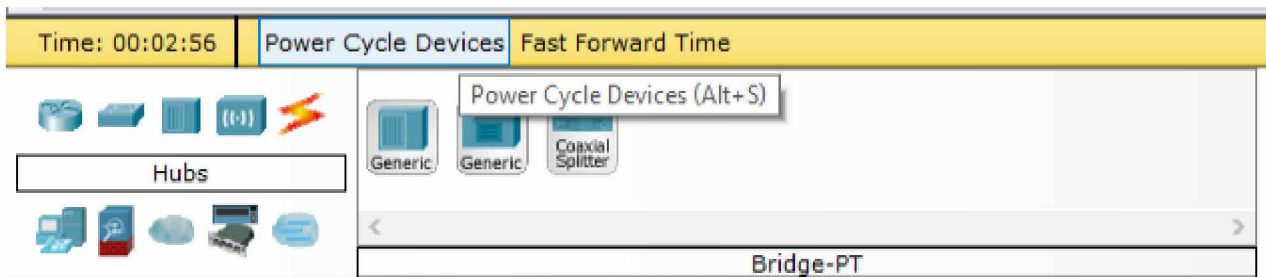 Time: 00:02:56 Power Cycle Devices Fast Forward Time
Power Cycle Devices (Alt+S)
Generic Generic Coaxial
Splitter
Hubs
Bridge-PT